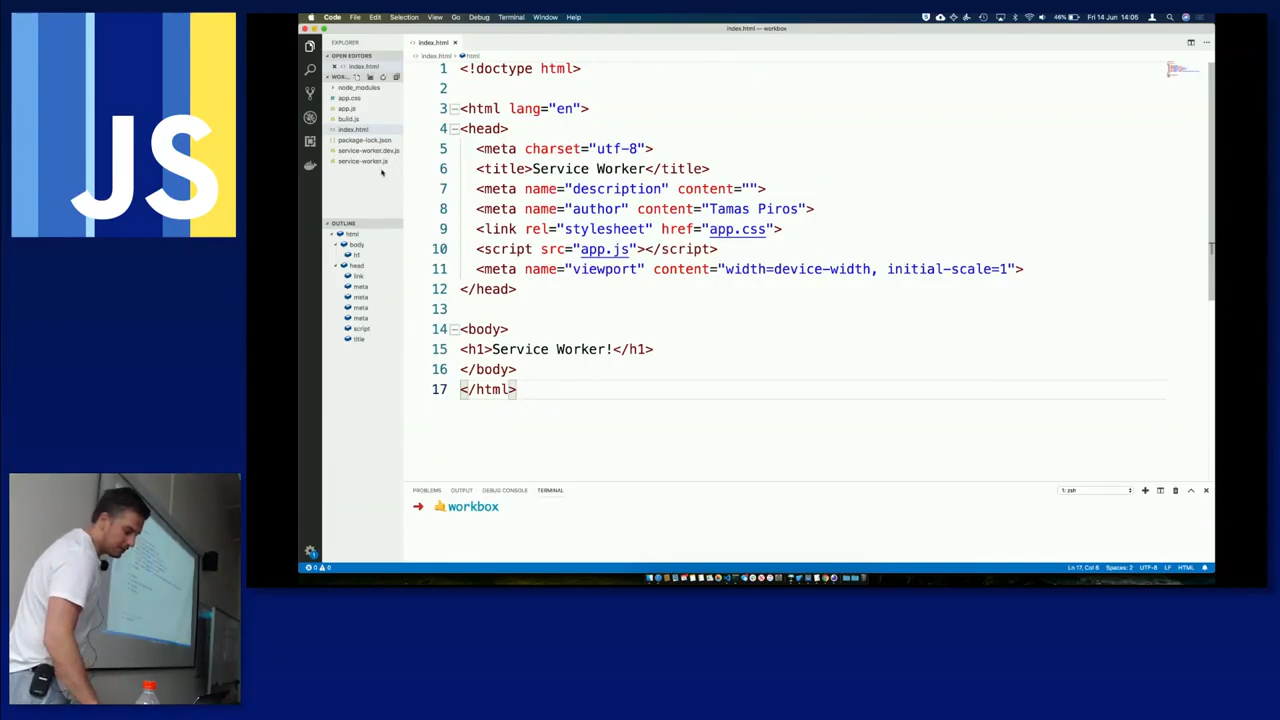 JS
Code File Edit Selection View Go Debug Terminal Window Help
46% Fri 14 Jun 14:05
index.html — workbox
EXPLORER
OPEN EDITORS
index.html
WOR...
node_modules
app.css
app.js
build.js
index.html
package-lock.json
service-worker.dev.js
service-worker.js
OUTLINE
html
body
h1
head
link
meta
meta
meta
meta
script
title
index.html
index.html html
1 <!doctype html>
2
3 <html lang="en">
4 <head>
5 <meta charset="utf-8">
6 <title>Service Worker</title>
7 <meta name="description" content="">
8 <meta name="author" content="Tamas Piros">
9 <link rel="stylesheet" href="app.css">
10 <script src="app.js"></script>
11 <meta name="viewport" content="width=device-width, initial-scale=1">
12 </head>
13
14 <body>
15 <h1>Service Worker!</h1>
16 </body>
17 </html>
PROBLEMS OUTPUT DEBUG CONSOLE TERMINAL
1: zsh
➜ 🤙workbox
0 0
Ln 17, Col 8 Spaces: 2 UTF-8 LF HTML